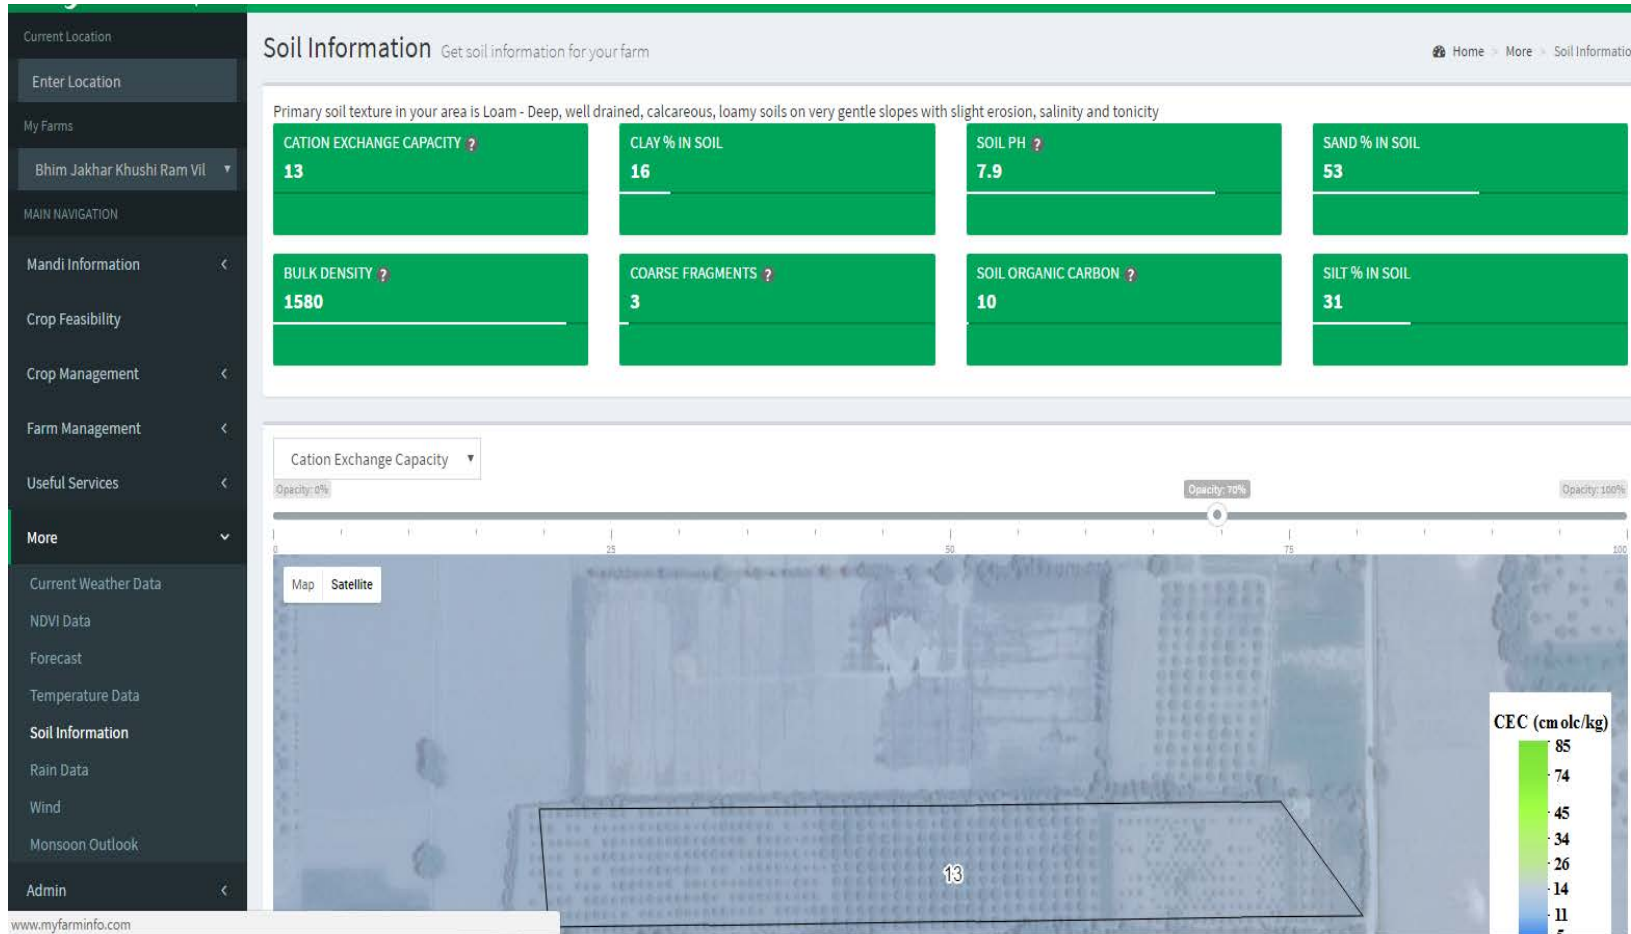 Current Location
Enter Location
My Farms
Bhim Jakhar Khushi Ram Vil
MAIN NAVIGATION
Mandi Information
Crop Feasibility
Crop Management
Farm Management
Useful Services
More
Current Weather Data
NDVI Data
Forecast
Temperature Data
Soil Information
Rain Data
Wind
Monsoon Outlook
Admin
www.myfarminfo.com
Soil Information Get soil information for your farm
Home > More > Soil Informatio
Primary soil texture in your area is Loam - Deep, well drained, calcareous, loamy soils on very gentle slopes with slight erosion, salinity and tonicity
CATION EXCHANGE CAPACITY ?
13
CLAY % IN SOIL
16
SOIL PH ?
7.9
SAND % IN SOIL
53
BULK DENSITY ?
1580
COARSE FRAGMENTS ?
3
SOIL ORGANIC CARBON ?
10
SILT % IN SOIL
31
Cation Exchange Capacity
Opacity: 0% Opacity: 70% Opacity: 100%
0 25 50 75 100
Map Satellite
13
CEC (cmolc/kg)
85
74
45
34
26
14
11